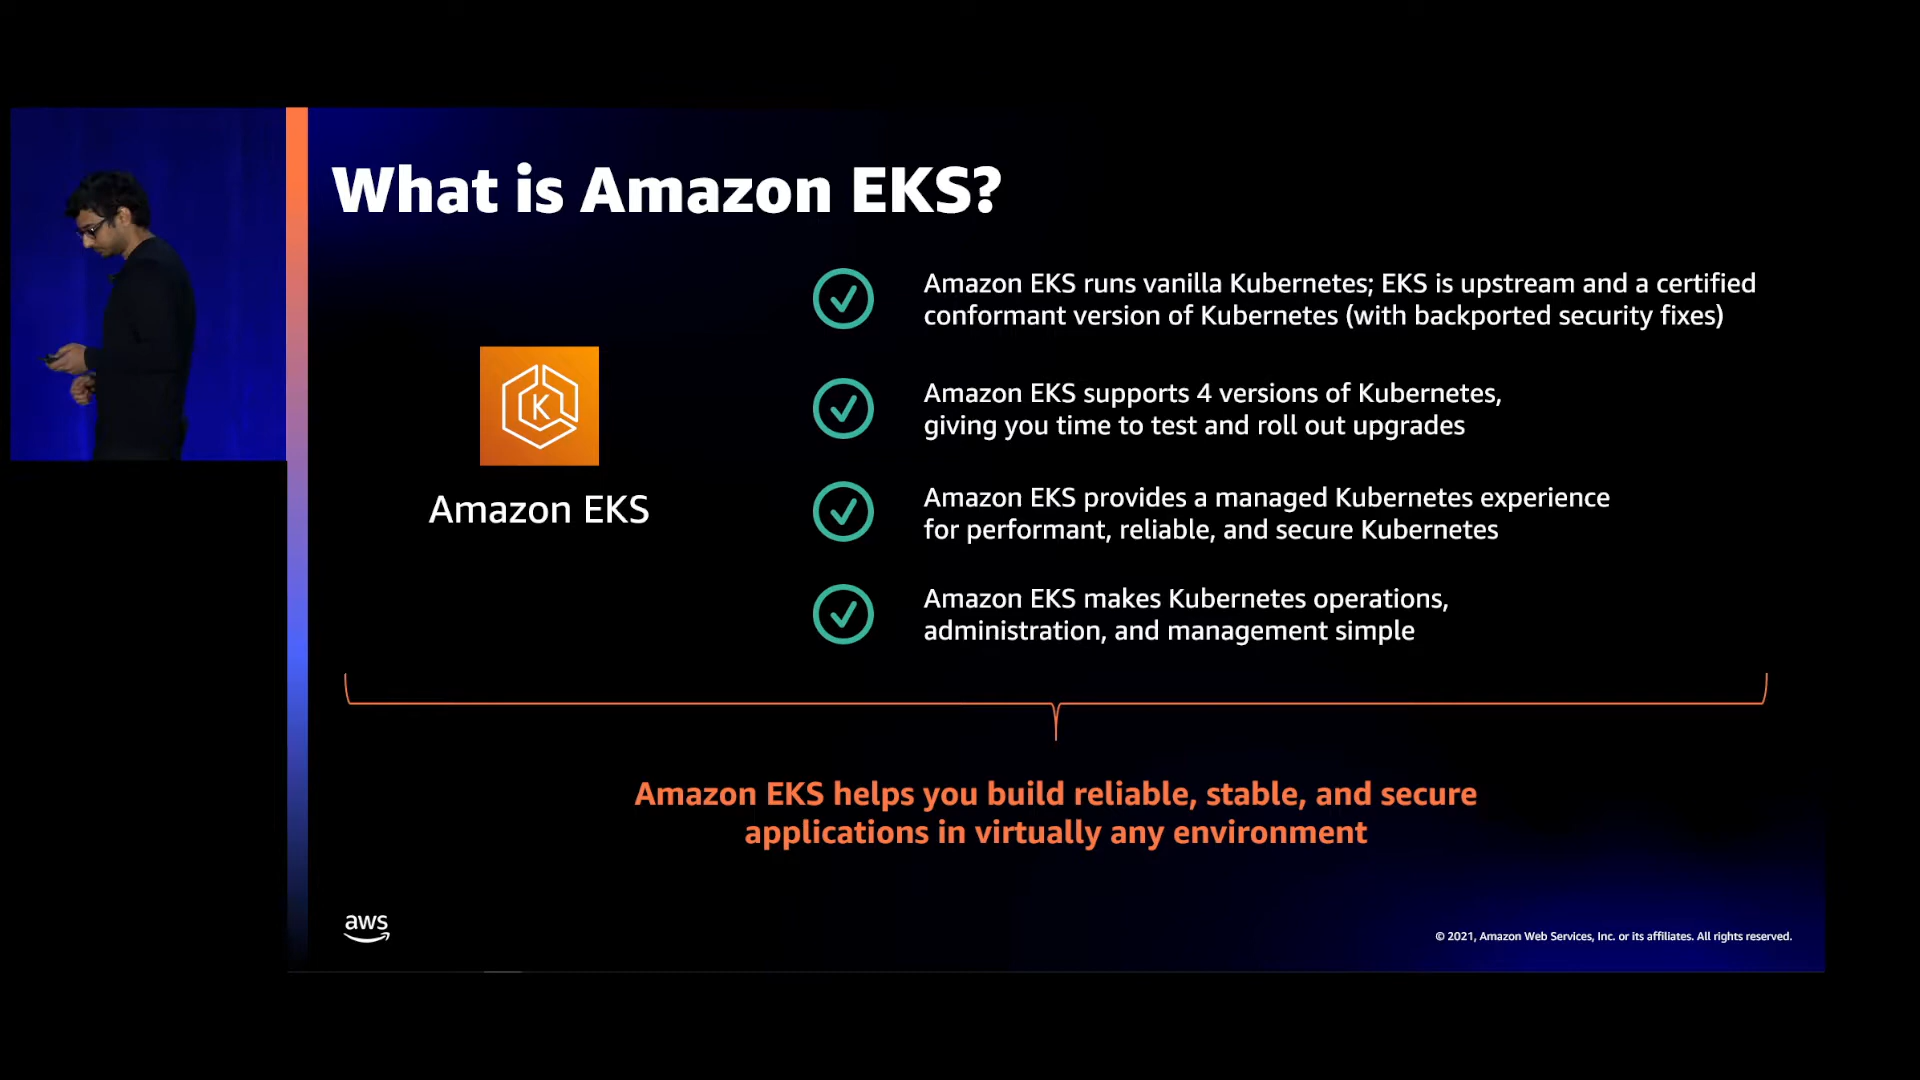 What is Amazon EKS?
Amazon EKS runs vanilla Kubernetes; EKS is upstream and a certified
conformant version of Kubernetes (with backported security fixes)
Amazon EKS supports 4 versions of Kubernetes,
giving you time to test and roll out upgrades
K
Amazon EKS
Amazon EKS provides a managed Kubernetes experience
for performant, reliable, and secure Kubernetes
Amazon EKS makes Kubernetes operations,
administration, and management simple
Amazon EKS helps you build reliable, stable, and secure
applications in virtually any environment
aws
© 2021, Amazon Web Services, Inc. or its affiliates. All rights reserved.